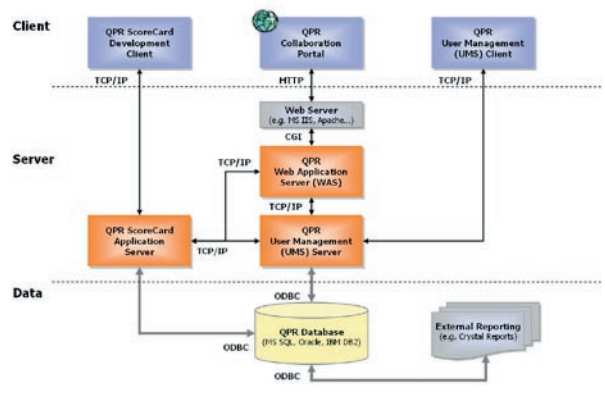 Client
QPR ScoreCard
Development
Client
QPR
Collaboration
Portal
QPR
User Management
(UMS) Client
TCP/IP
MTTP
TCP/IP
Web Server
(e.g. MS IIS, Apache...)
CGI
Server
TCP/IP
QPR
Web Application
Server (WAS)
TCP/IP
QPR ScoreCard
Application
Server
TCP/IP
QPR
User Management
(UMS) Server
Data
ODBC
QPR Database
(MS SQL, Oracle, IBM DB2)
ODBC
External Reporting
(e.g. Crystal Reports)
ODBC